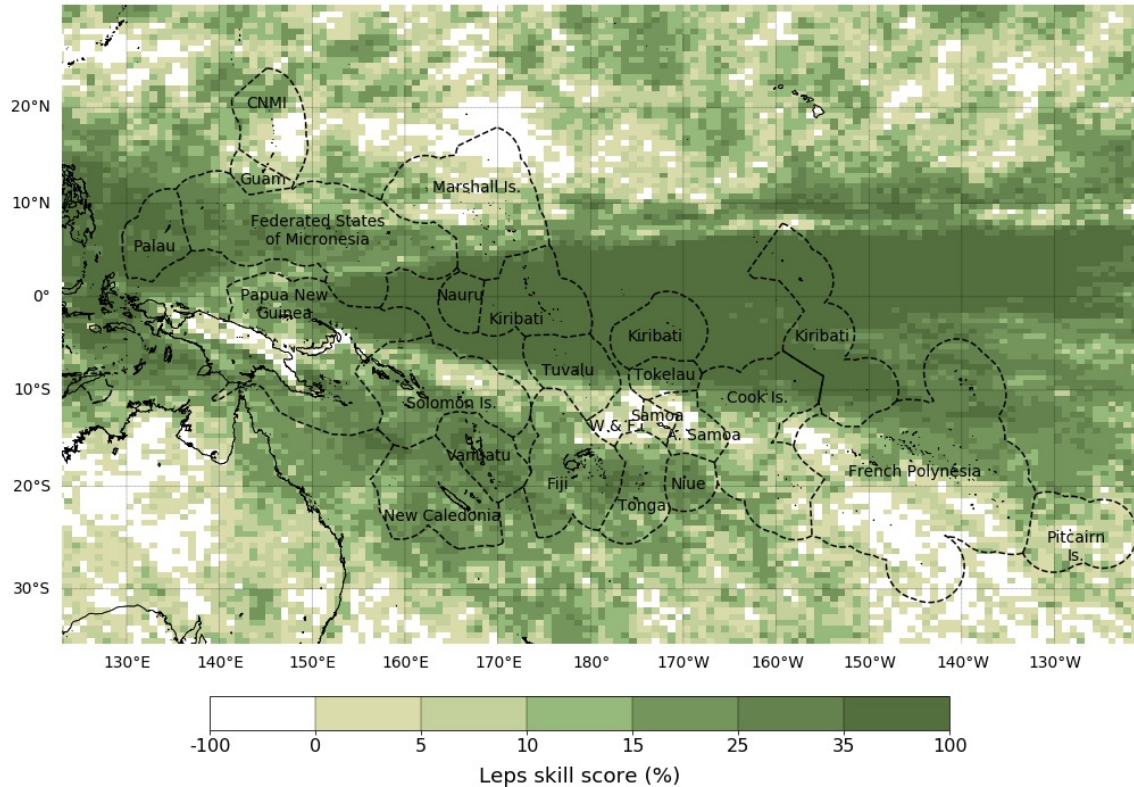 20°N
CNMI
Guam
10°N
Marshall Is.
Federated States
of Micronesia
Palau
0°
Papua New
Guinea
Nauru
Kiribati
Kiribati
Kiribati
Tuvalu
Tokelau
Cook Is.
10°S
Solomon Is.
Samoa
W. & F.
A. Samoa
Vanuatu
Fiji
Niue
French Polynesia
20°S
New Caledonia
Tonga
Pitcairn
Is.
30°S
130°E 140°E 150°E 160°E 170°E 180° 170°W 160°W 150°W 140°W 130°W
-100 0 5 10 15 25 35 100
Leps skill score (%)